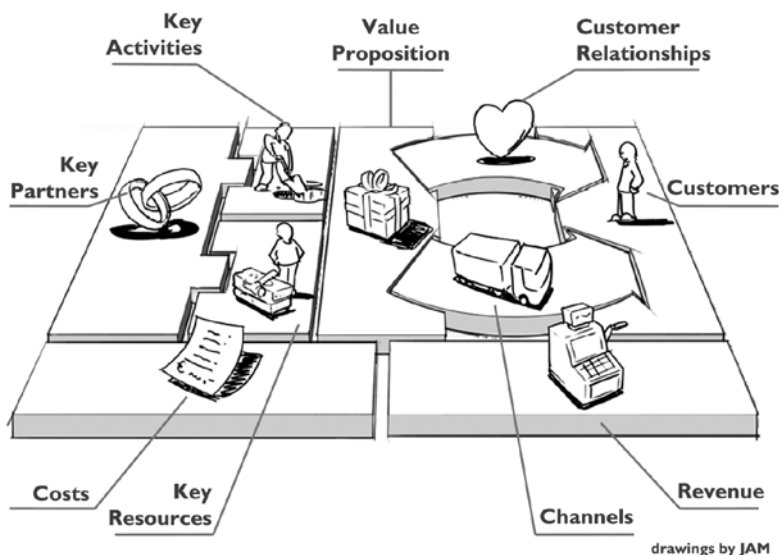 Key
Activities
Value
Proposition
Customer
Relationships
Key
Partners
Customers
Costs
Key
Resources
Channels
Revenue
drawings by JAM